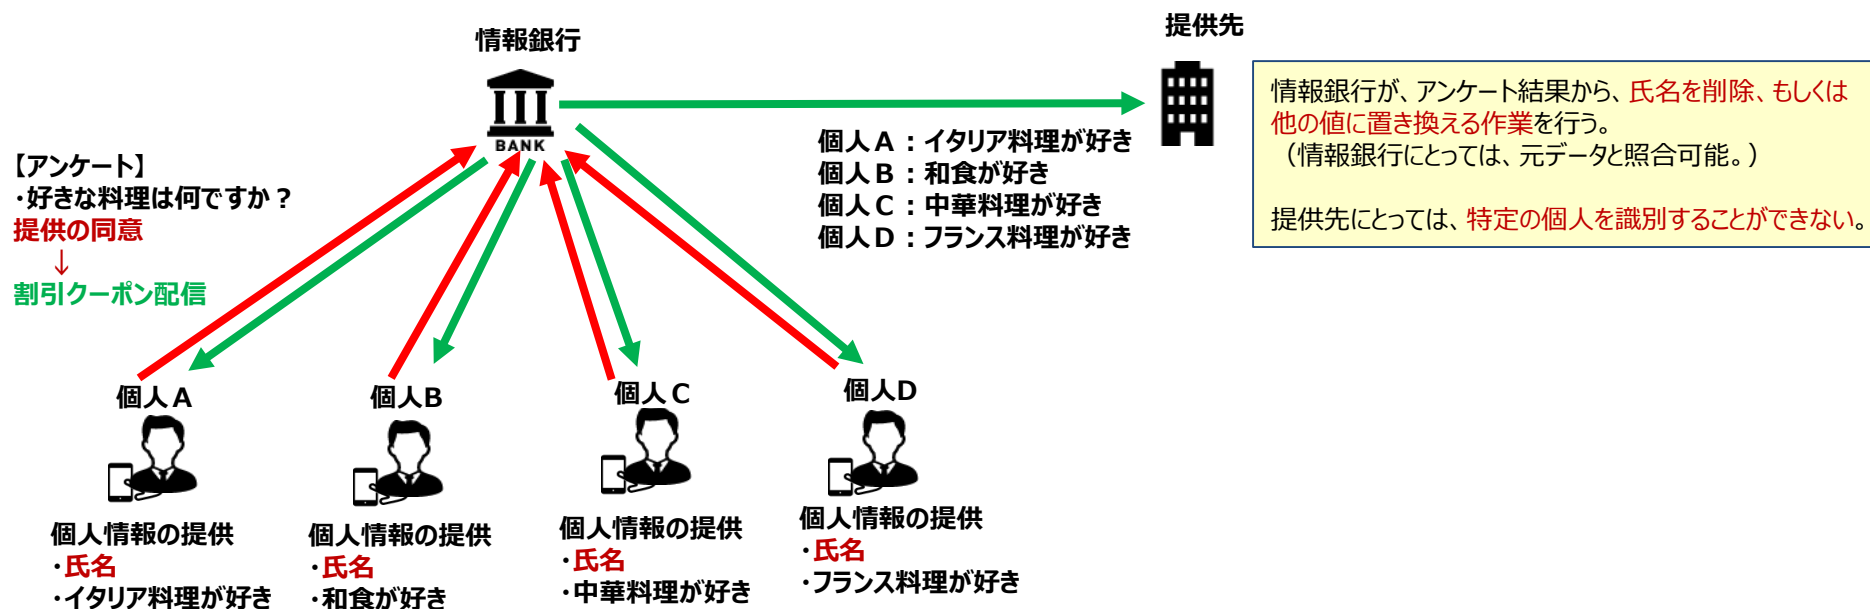 情報銀行
提供先
BANK
情報銀行が、アンケート結果から、氏名を削除、もしくは
他の値に置き換える作業を行う。
（情報銀行にとっては、元データと照合可能。）
提供先にとっては、特定の個人を識別することができない。
個人Ａ：イタリア料理が好き
個人Ｂ：和食が好き
個人Ｃ：中華料理が好き
個人Ｄ：フランス料理が好き
【アンケート】
・好きな料理は何ですか？
提供の同意
↓
割引クーポン配信
個人Ａ
個人B
個人Ｃ
個人D
個人情報の提供
・氏名
・イタリア料理が好き
個人情報の提供
・氏名
・和食が好き
個人情報の提供
・氏名
・中華料理が好き
個人情報の提供
・氏名
・フランス料理が好き